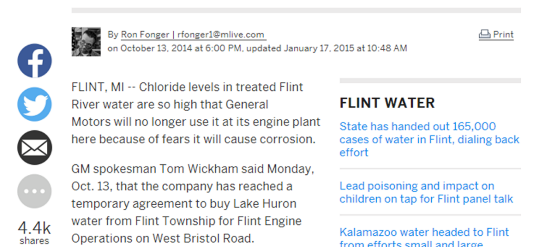 By Ron Fonger | rfonger1@mlive.com
Print
on October 13, 2014 at 6:00 PM, updated January 17, 2015 at 10:48 AM
FLINT, MI -- Chloride levels in treated Flint
River water are so high that General
Motors will no longer use it at its engine plant
here because of fears it will cause corrosion.
GM spokesman Tom Wickham said Monday,
Oct. 13, that the company has reached a
temporary agreement to buy Lake Huron
water from Flint Township for Flint Engine
Operations on West Bristol Road.
4.4k
shares
FLINT WATER
State has handed out 165,000
cases of water in Flint, dialing back
effort
Lead poisoning and impact on
children on tap for Flint panel talk
Kalamazoo water headed to Flint
from efforts small and large